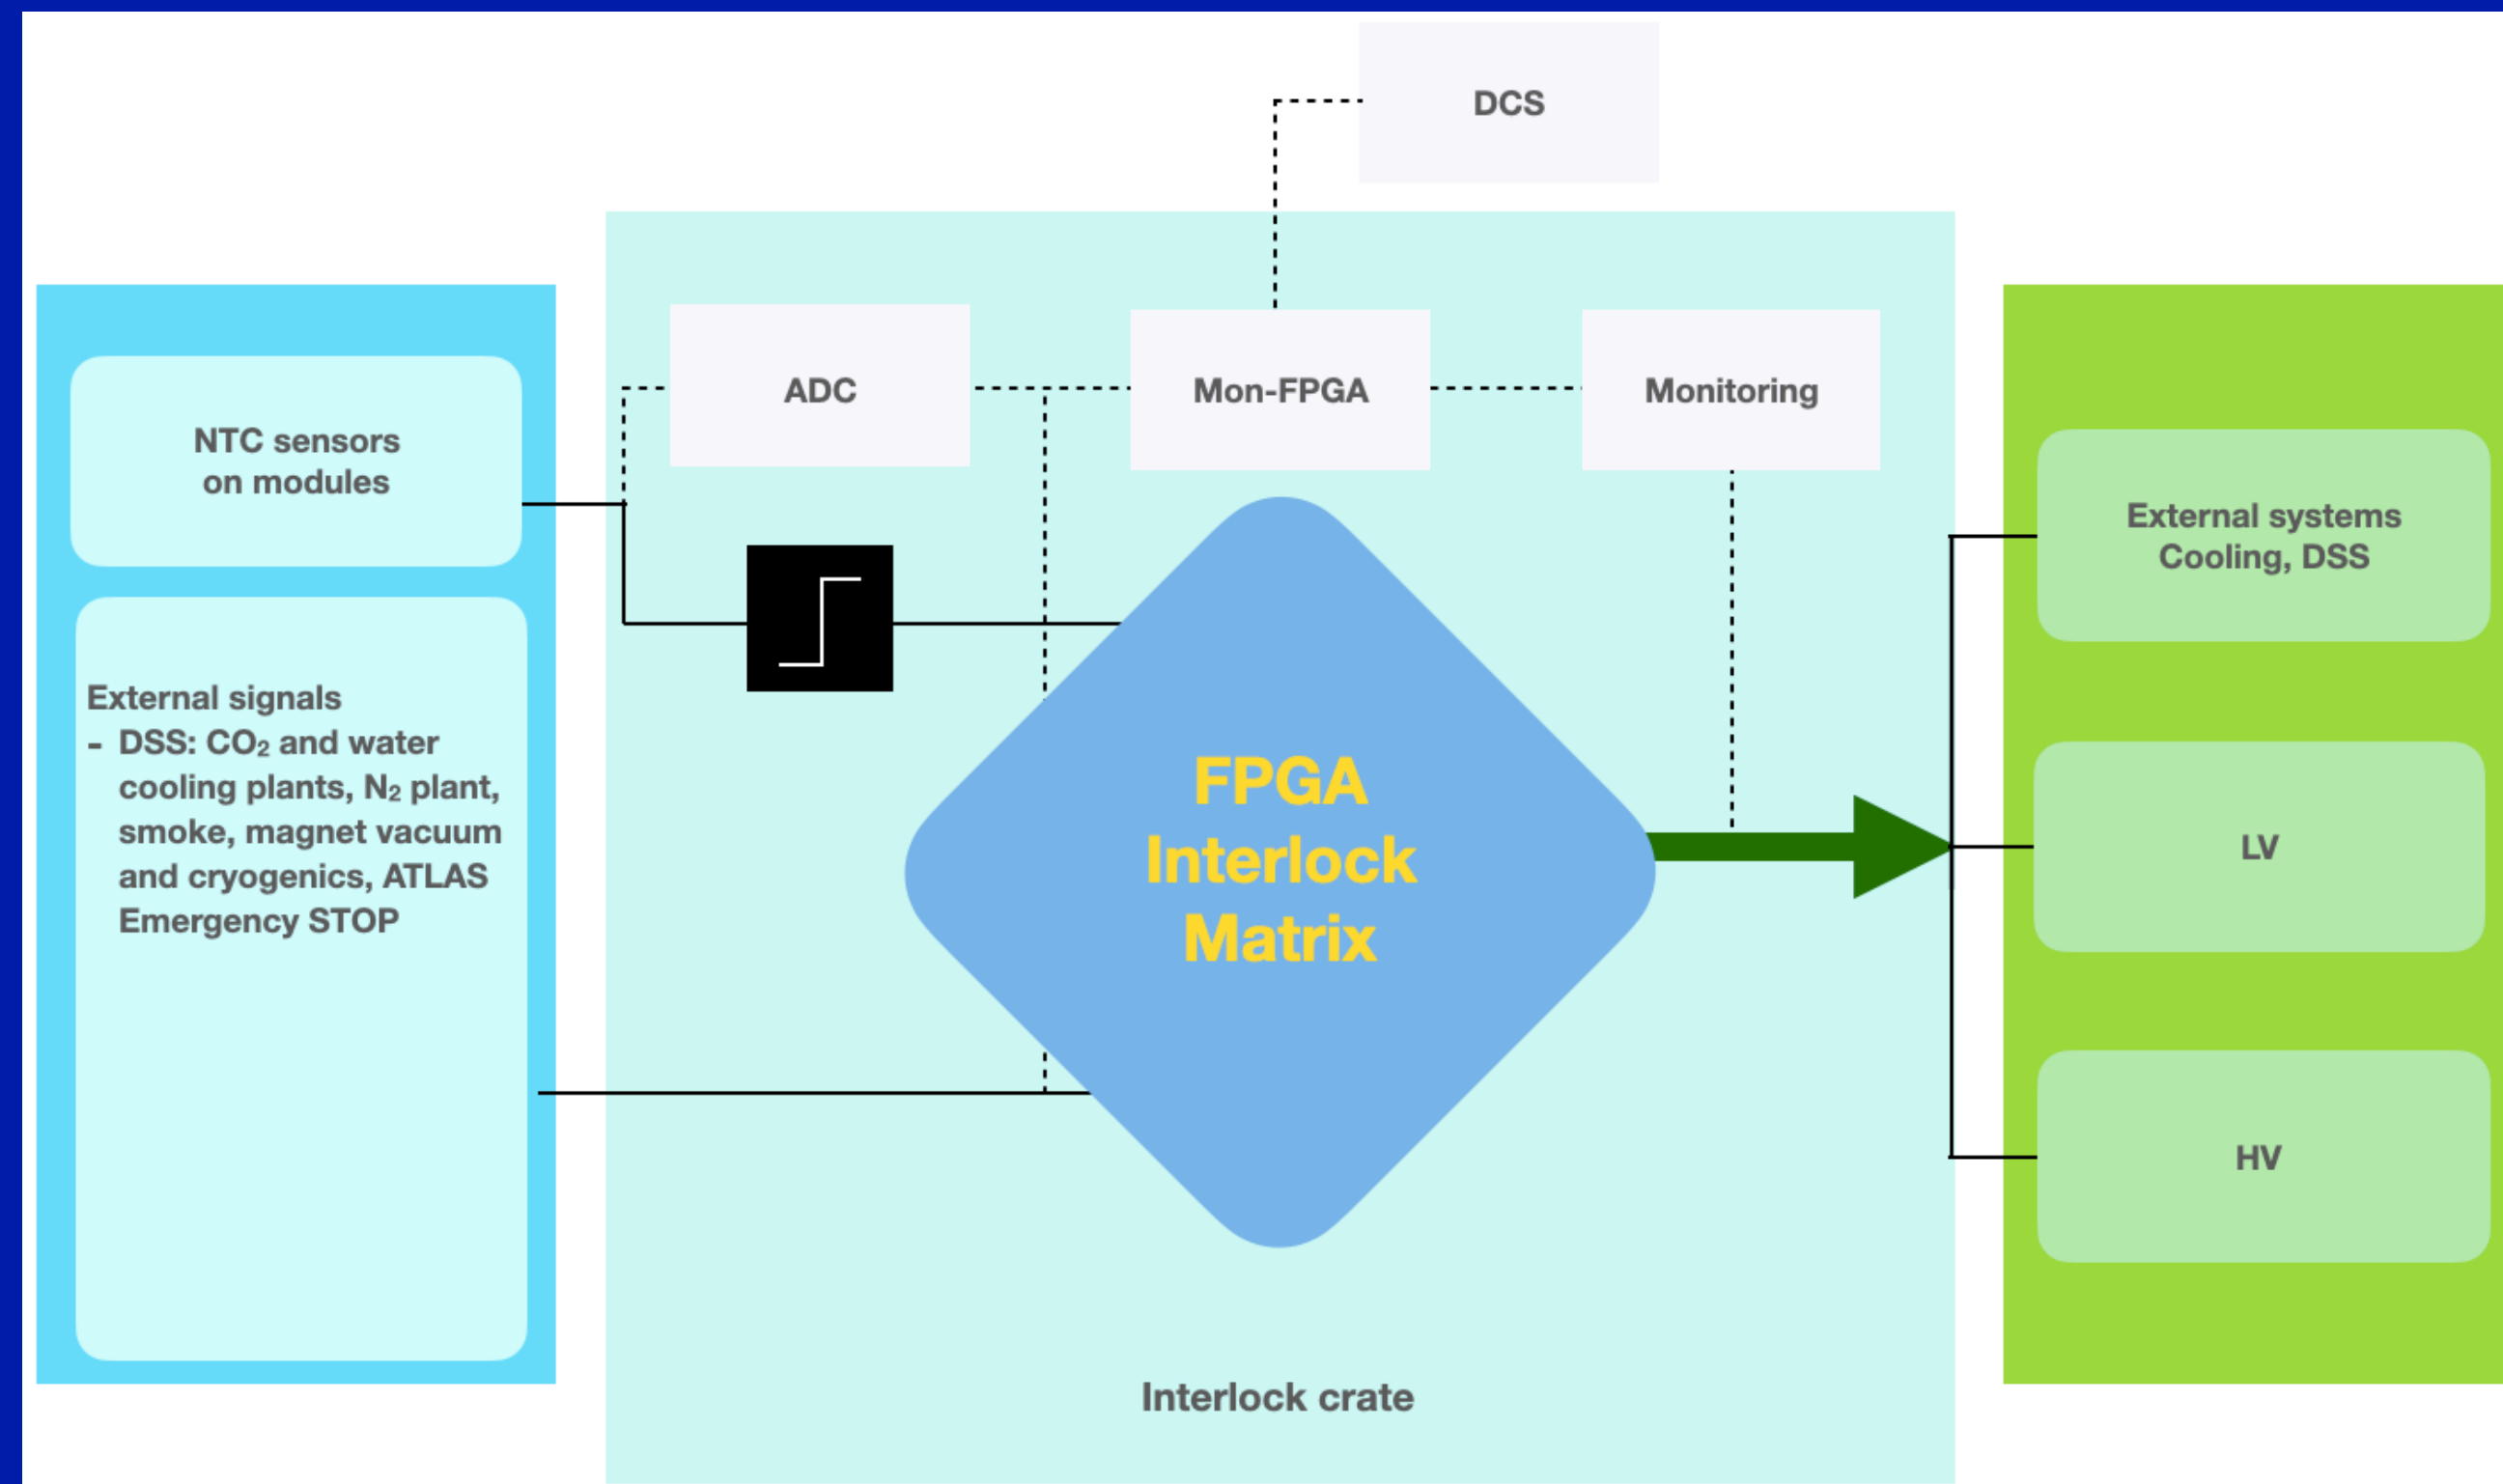 DCS
ADC
Mon-FPGA
Monitoring
NTC sensors
on modules
External signals
- DSS: CO₂ and water
cooling plants, N₂ plant,
smoke, magnet vacuum
and cryogenics, ATLAS
Emergency STOP
FPGA
Interlock
Matrix
External systems
Cooling, DSS
LV
HV
Interlock crate